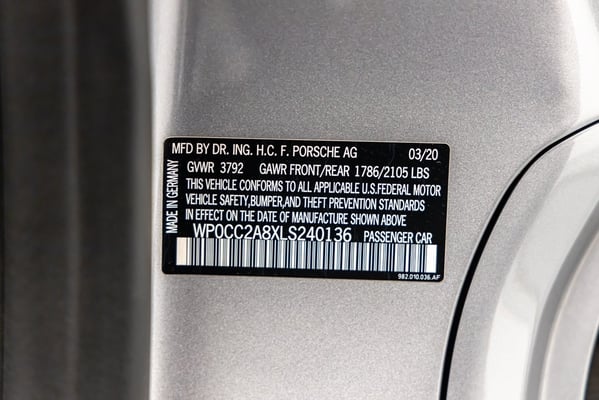 MFD BY DR. ING. H.C. F. PORSCHE AG 03/20
GVWR 3792 GAWR FRONT/REAR 1786/2105 LBS
THIS VEHICLE CONFORMS TO ALL APPLICABLE U.S.FEDERAL MOTOR
VEHICLE SAFETY,BUMPER,AND THEFT PREVENTION STANDARDS
IN EFFECT ON THE DATE OF MANUFACTURE SHOWN ABOVE
WP0CC2A8XLS240136 PASSENGER CAR
982.010.036.AF
MADE IN GERMANY